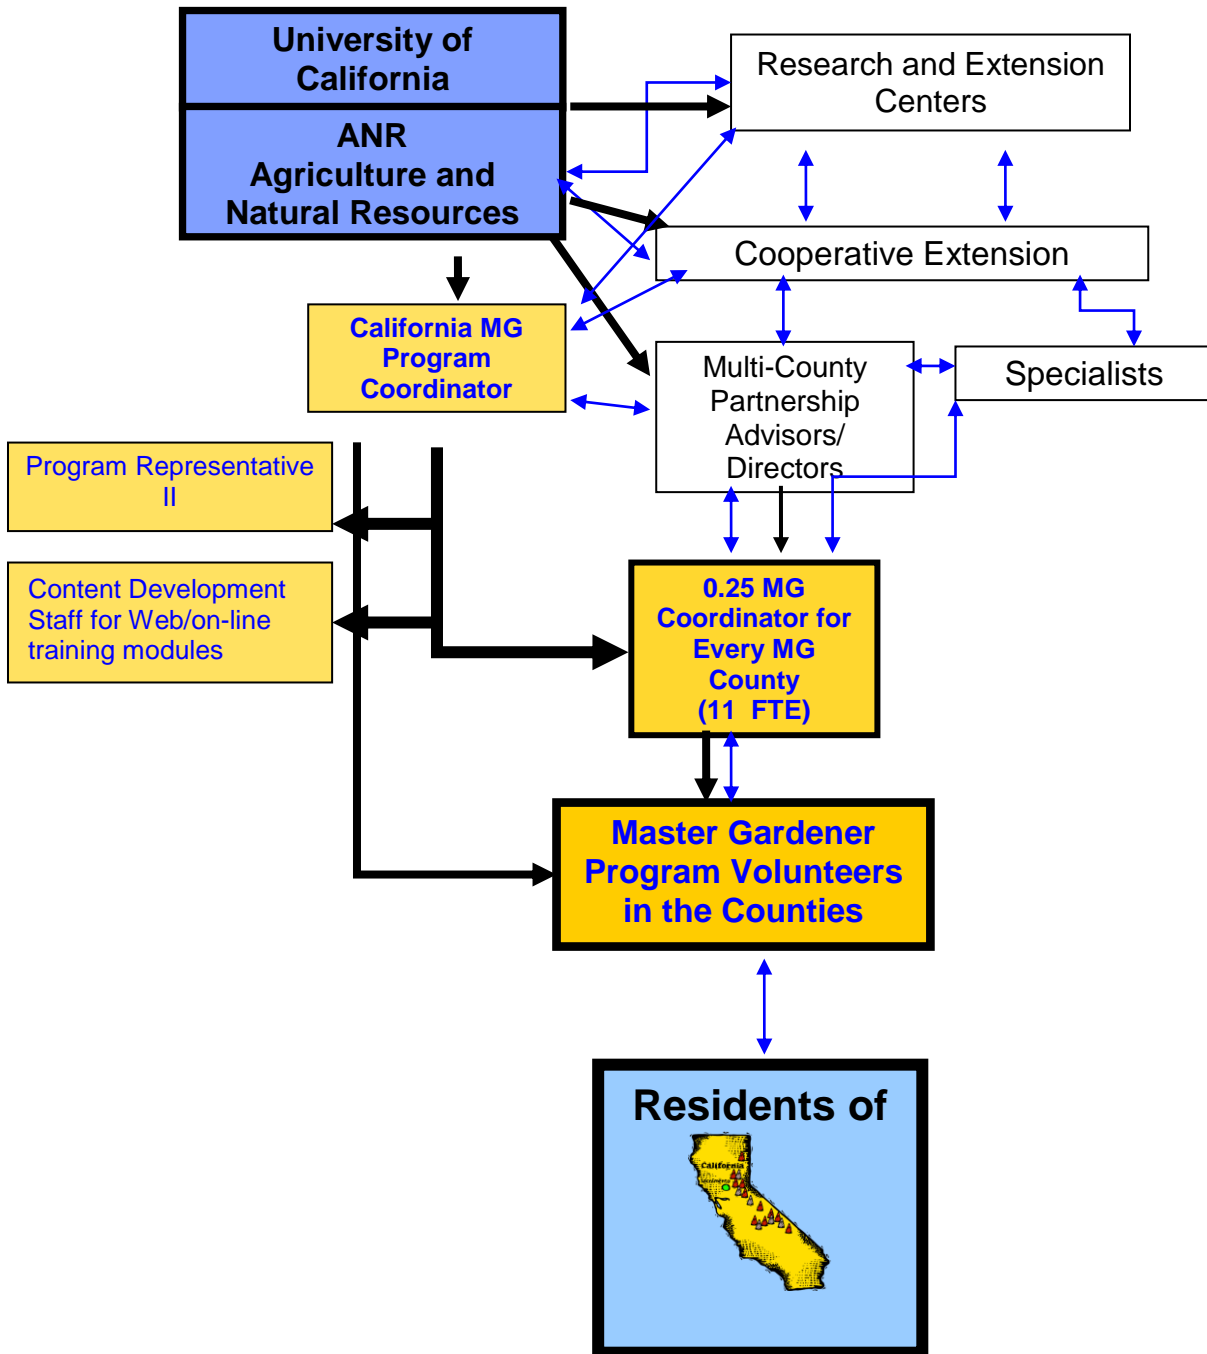 University of
California
ANR
Agriculture and
Natural Resources
Research and Extension
Centers
Cooperative Extension
California MG
Program
Coordinator
Multi-County
Partnership
Advisors/
Directors
Specialists
Program Representative
II
Content Development
Staff for Web/on-line
training modules
0.25 MG
Coordinator for
Every MG
County
(11 FTE)
Master Gardener
Program Volunteers
in the Counties
Residents of
California